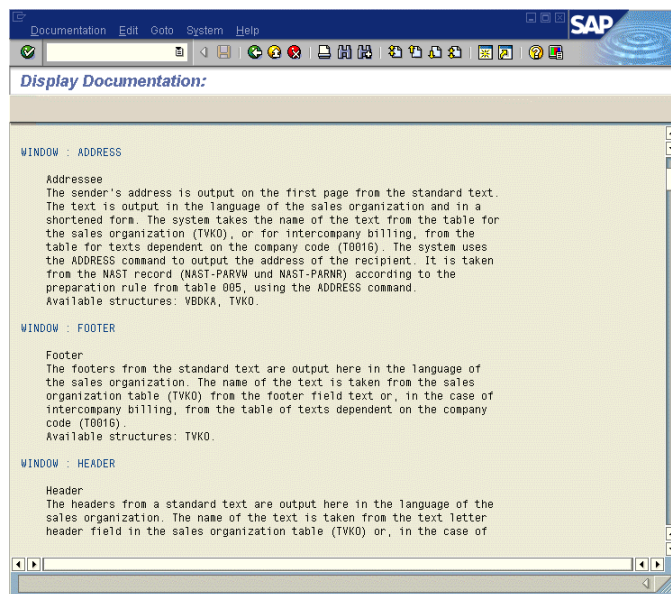 Documentation Edit Goto System Help
SAP
Display Documentation:
WINDOW : ADDRESS
Addressee
The sender's address is output on the first page from the standard text.
The text is output in the language of the sales organization and in a
shortened form. The system takes the name of the text from the table for
the sales organization (TVKO), or for intercompany billing, from the
table for texts dependent on the company code (T001G). The system uses
the ADDRESS command to output the address of the recipient. It is taken
from the NAST record (NAST-PARVW und NAST-PARNR) according to the
preparation rule from table 005, using the ADDRESS command.
Available structures: VBDKA, TVKO.
WINDOW : FOOTER
Footer
The footers from the standard text are output here in the language of
the sales organization. The name of the text is taken from the sales
organization table (TVKO) from the footer field text or, in the case of
intercompany billing, from the table of texts dependent on the company
code (T001G).
Available structures: TVKO.
WINDOW : HEADER
Header
The headers from a standard text are output here in the language of the
sales organization. The name of the text is taken from the text letter
header field in the sales organization table (TVKO) or, in the case of